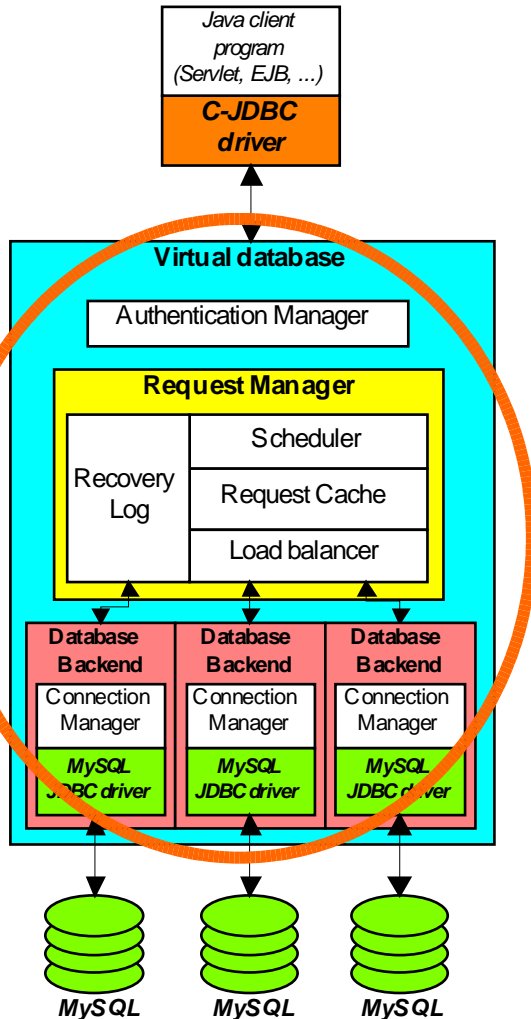 Java client
program
(Servlet, EJB, ...)
C-JDBC
driver
Virtual database
Authentication Manager
Request Manager
Recovery
Log
Scheduler
Request Cache
Load balancer
Database
Backend
Connection
Manager
MySQL
JDBC driver
Database
Backend
Connection
Manager
MySQL
JDBC driver
Database
Backend
Connection
Manager
MySQL
JDBC driver
MySQL
MySQL
MySQL